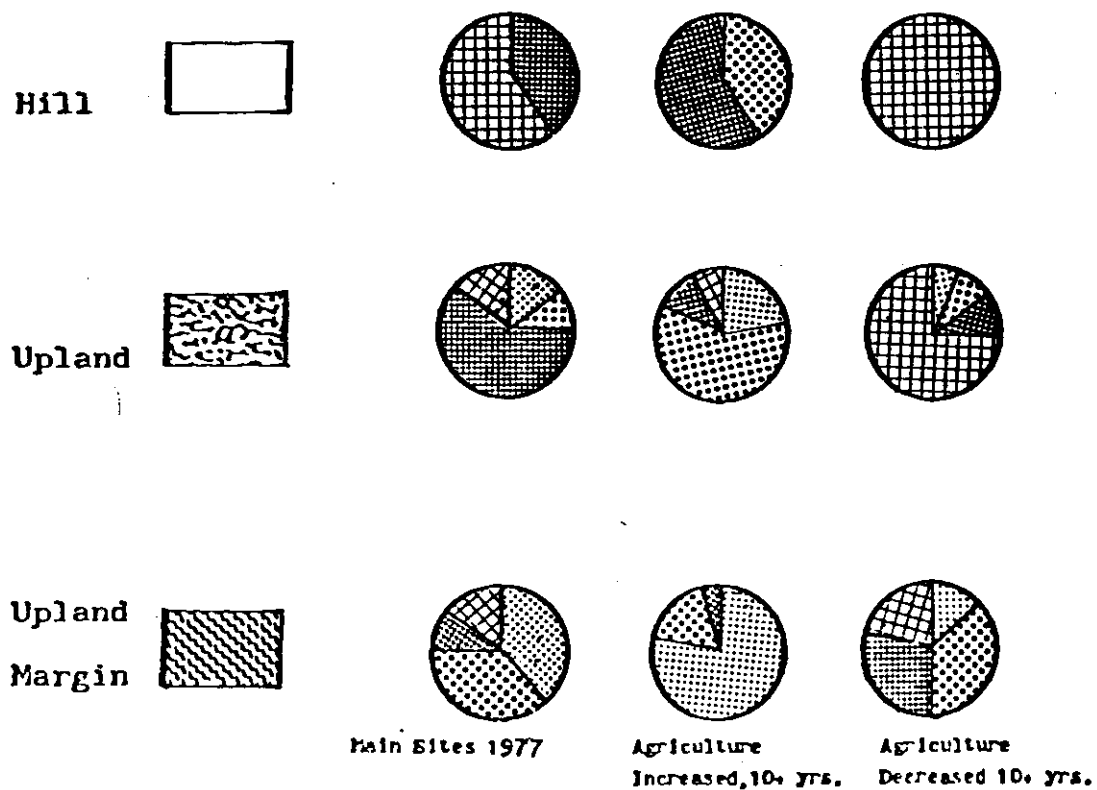 Hill
Upland
Upland
Margin
Main Sites 1977
Agriculture
Increased, 10+ yrs.
Agriculture
Decreased 10+ yrs.